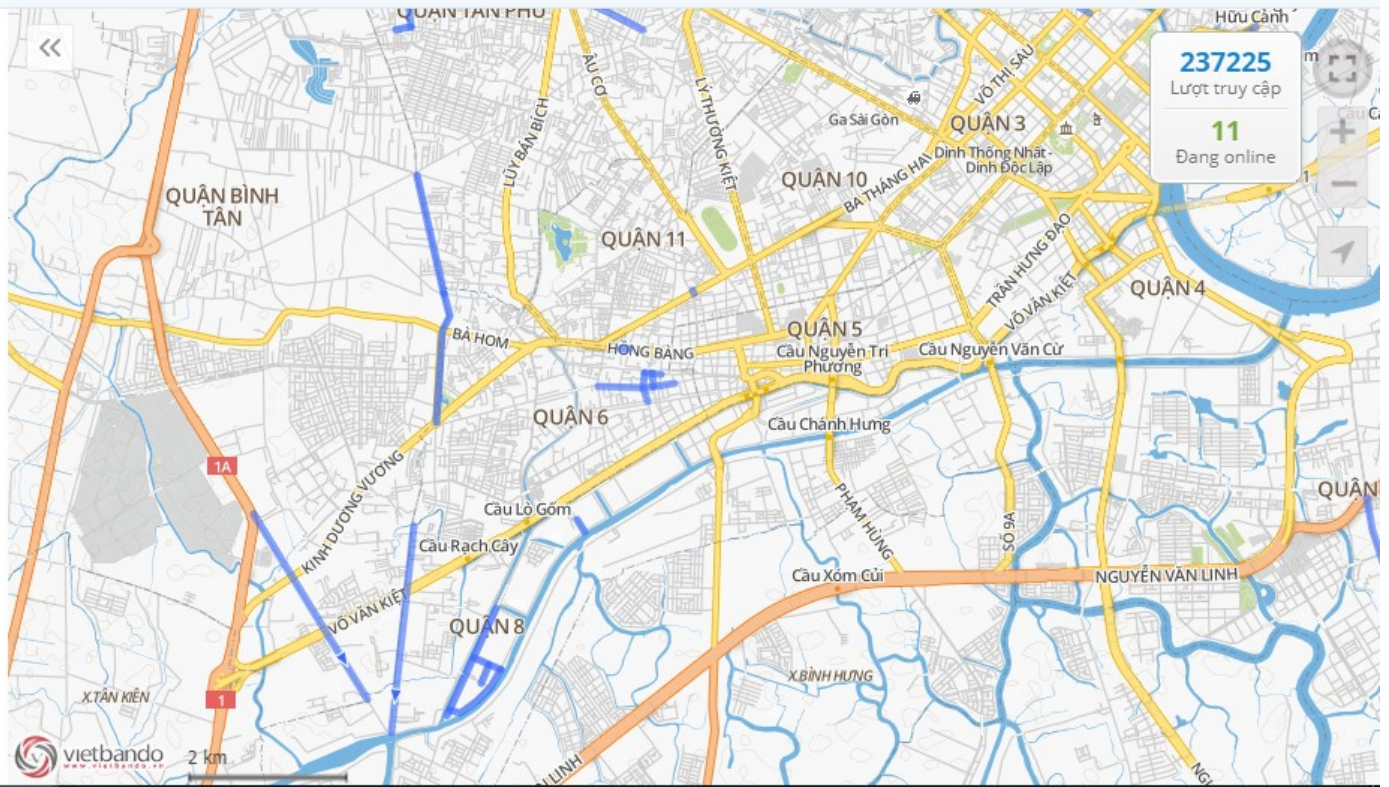 QUẬN TÂN PHÚ
Hữu Cảnh
237225
Lượt truy cập
11
Đang online
ÂU CƠ
LÝ THƯỜNG KIỆT
VÕ THỊ SÁU
LŨY BÁN BÍCH
Ga Sài Gòn
QUẬN 3
Dinh Thống Nhất -
Dinh Độc Lập
QUẬN 10
BA THÁNG HAI
QUẬN BÌNH
TÂN
QUẬN 11
TRẦN HƯNG ĐẠO
VÕ VĂN KIỆT
QUẬN 4
BÀ HOM
HỒNG BÀNG
QUẬN 5
Cầu Nguyễn Tri
Phương
Cầu Nguyễn Văn Cừ
QUẬN 6
Cầu Chánh Hưng
1A
KINH DƯƠNG VƯƠNG
Cầu Lò Gốm
Cầu Rạch Cây
PHẠM HÙNG
SỐ 9A
QUẬN
Cầu Xóm Củi
NGUYỄN VĂN LINH
VÕ VĂN KIỆT
QUẬN 8
X.TÂN KIÊN
1
X.BÌNH HƯNG
vietbando
www.vietbando.vn
2 km
N LINH